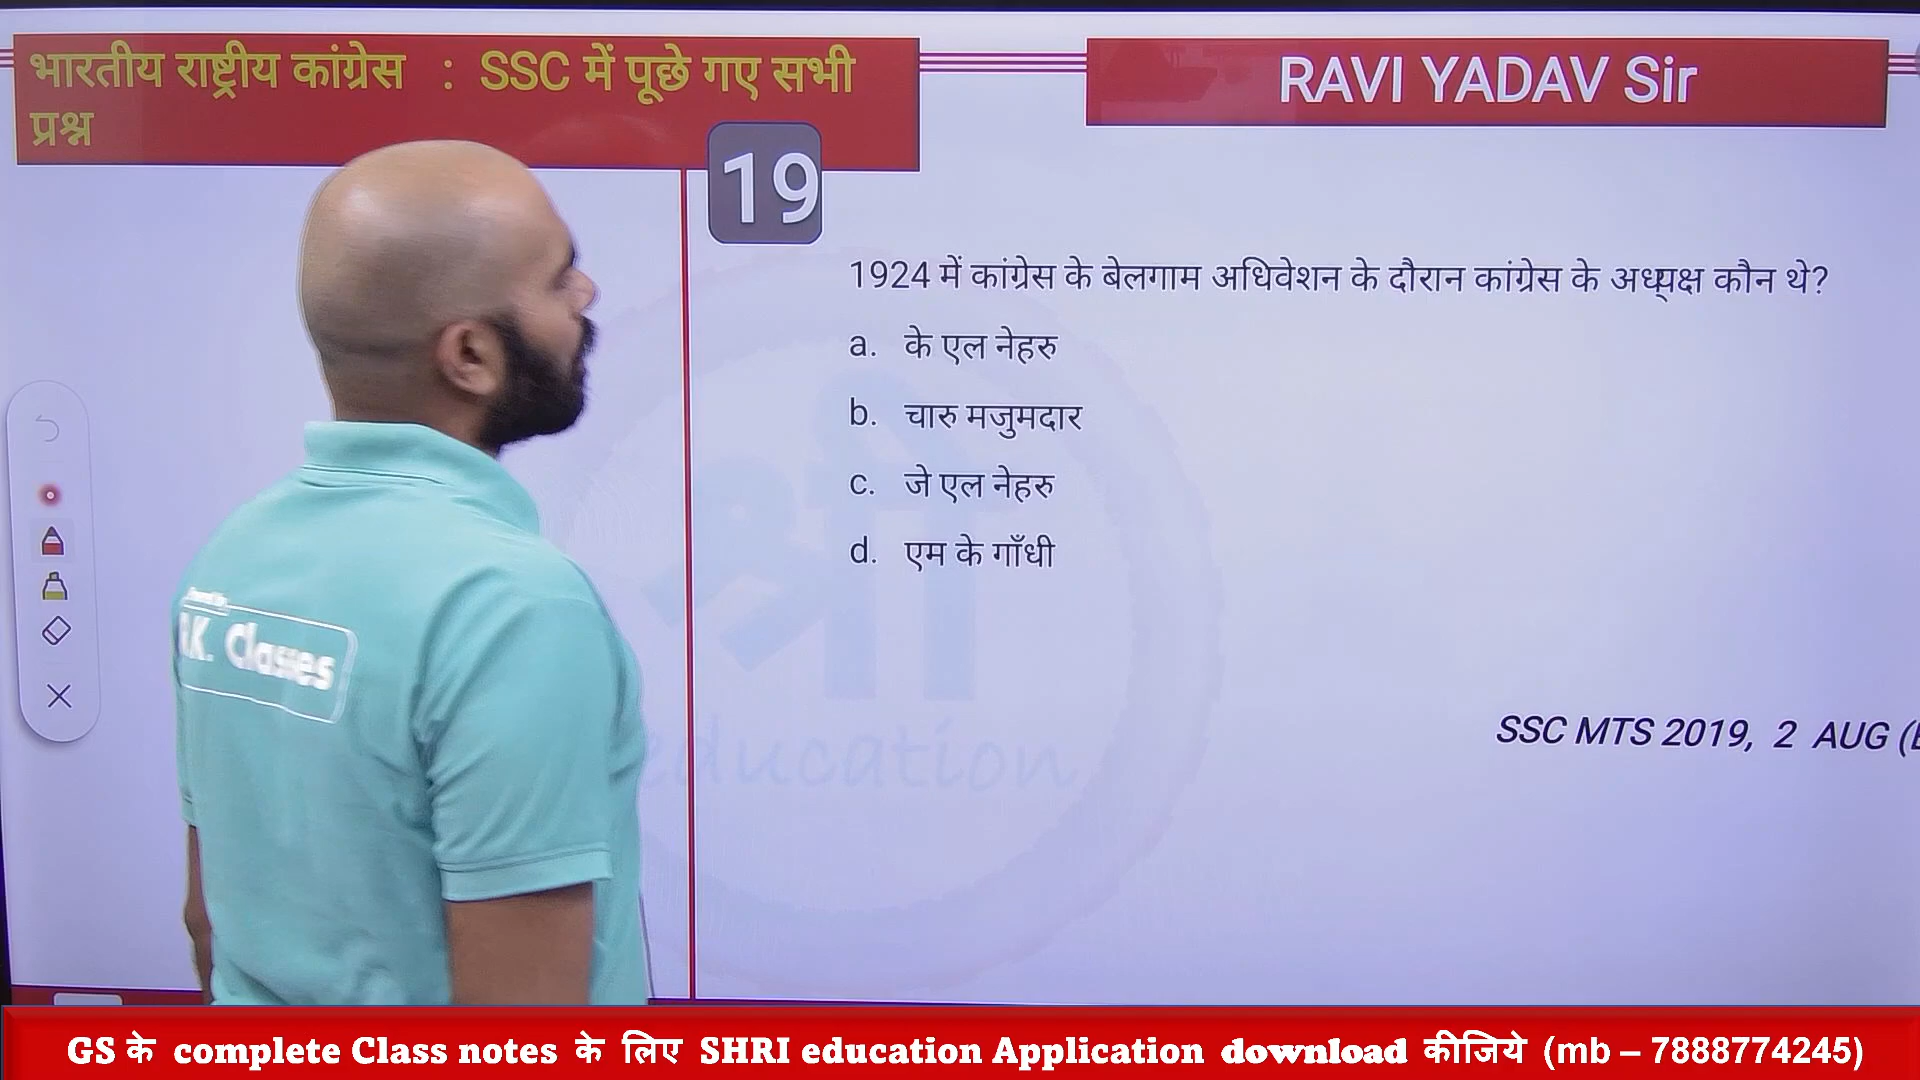 भारतीय राष्ट्रीय कांग्रेस : SSC में पूछे गए सभी
प्रश्न
RAVI YADAV Sir
19
1924 में कांग्रेस के बेलगाम अधिवेशन के दौरान कांग्रेस के अध्यक्ष कौन थे?
a. के एल नेहरु
b. चारु मजुमदार
c. जे एल नेहरु
d. एम के गाँधी
SSC MTS 2019, 2 AUG (
श्री
education
K. Classes
GS के complete Class notes के लिए SHRI education Application download कीजिये (mb – 7888774245)